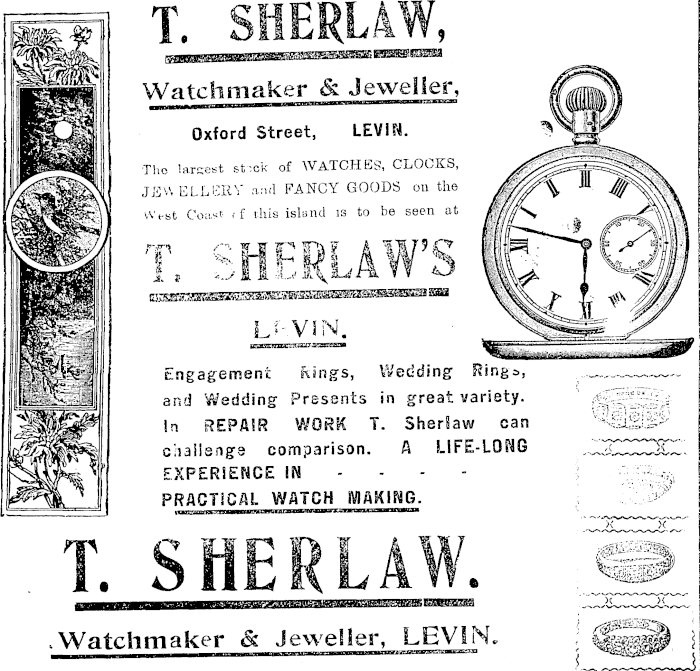 T. SHERLAW,
Watchmaker & Jeweller,
Oxford Street, LEVIN.
The largest stock of WATCHES, CLOCKS,
JEWELLERY and FANCY GOODS on the
West Coast of this island is to be seen at
T. SHERLAW'S
LEVIN.
Engagement Rings, Wedding Rings,
and Wedding Presents in great variety.
In REPAIR WORK T. Sherlaw can
challenge comparison. A LIFE-LONG
EXPERIENCE IN - - - -
PRACTICAL WATCH MAKING.
T. SHERLAW.
Watchmaker & Jeweller, LEVIN.